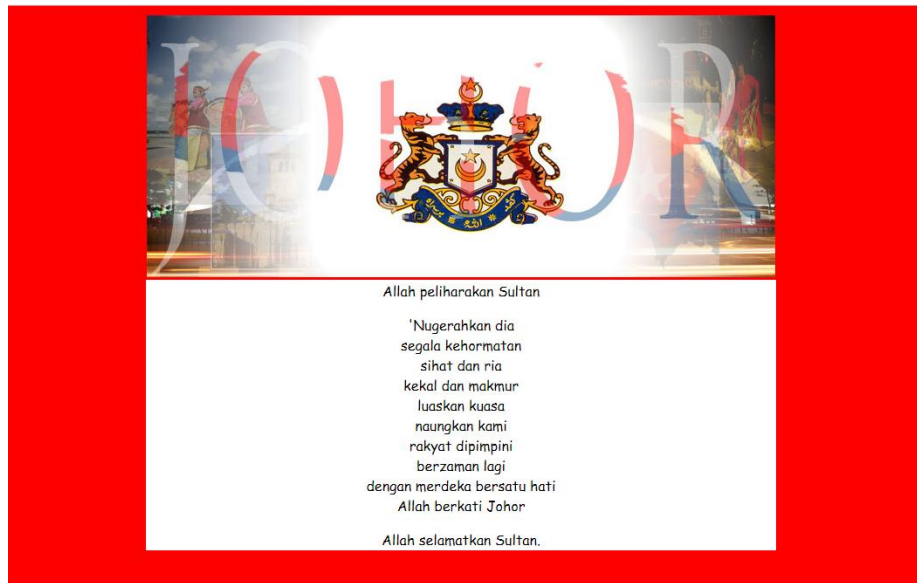 JOHOR
Allah peliharakan Sultan
'Nugerahkan dia
segala kehormatan
sihat dan ria
kekal dan makmur
luaskan kuasa
naungkan kami
rakyat dipimpini
berzaman lagi
dengan merdeka bersatu hati
Allah berkati Johor
Allah selamatkan Sultan.